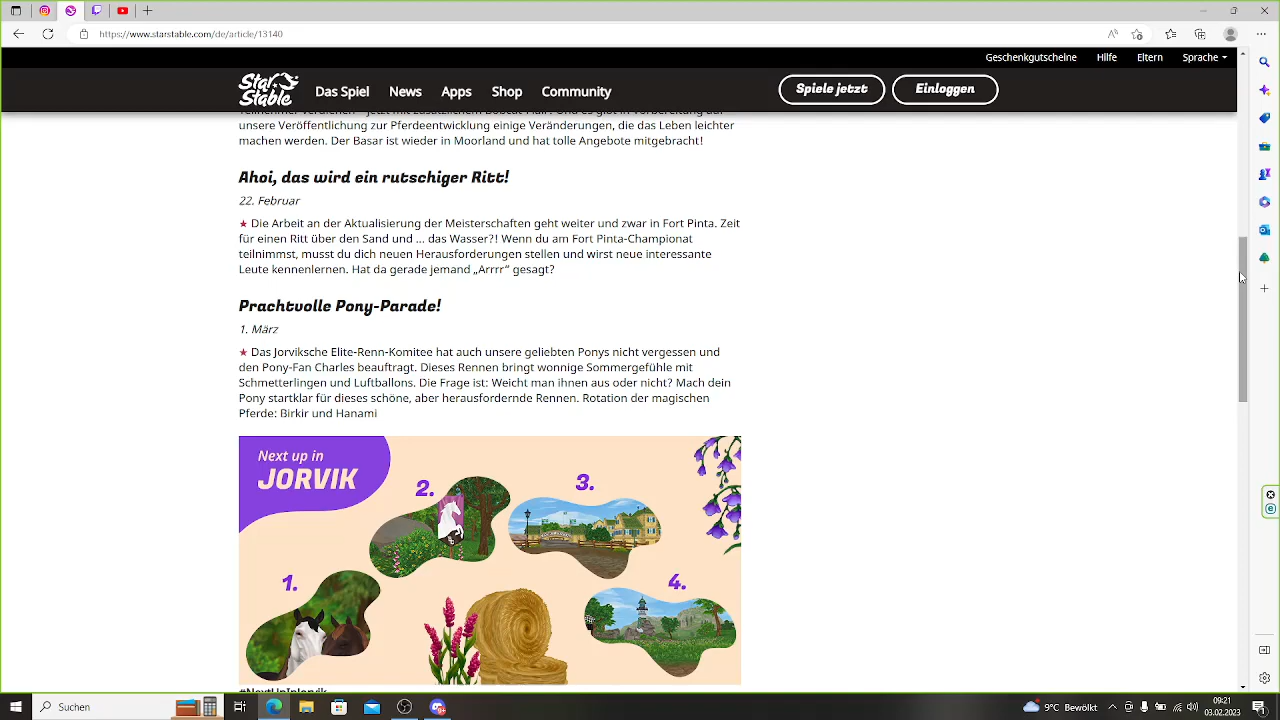 https://www.starstable.com/de/article/13140
Geschenkgutscheine Hilfe Eltern Sprache
Star Stable
Das Spiel News Apps Shop Community Spiele jetzt Einloggen
unsere Veröffentlichung zur Pferdeentwicklung einige Veränderungen, die das Leben leichter
machen werden. Der Basar ist wieder in Moorland und hat tolle Angebote mitgebracht!
Ahoi, das wird ein rutschiger Ritt!
22. Februar
★ Die Arbeit an der Aktualisierung der Meisterschaften geht weiter und zwar in Fort Pinta. Zeit
für einen Ritt über den Sand und ... das Wasser?! Wenn du am Fort Pinta-Championat
teilnimmst, musst du dich neuen Herausforderungen stellen und wirst neue interessante
Leute kennenlernen. Hat da gerade jemand „Arrrr" gesagt?
Prachtvolle Pony-Parade!
1. März
★ Das Jorviksche Elite-Renn-Komitee hat auch unsere geliebten Ponys nicht vergessen und
den Pony-Fan Charles beauftragt. Dieses Rennen bringt wonnige Sommergefühle mit
Schmetterlingen und Luftballons. Die Frage ist: Weicht man ihnen aus oder nicht? Mach dein
Pony startklar für dieses schöne, aber herausfordernde Rennen. Rotation der magischen
Pferde: Birkir und Hanami
Next up in
JORVIK
1.
2.
3.
4.
#NextUpInJorvik
Suchen
9°C Bewölkt
09:21
03.02.2023